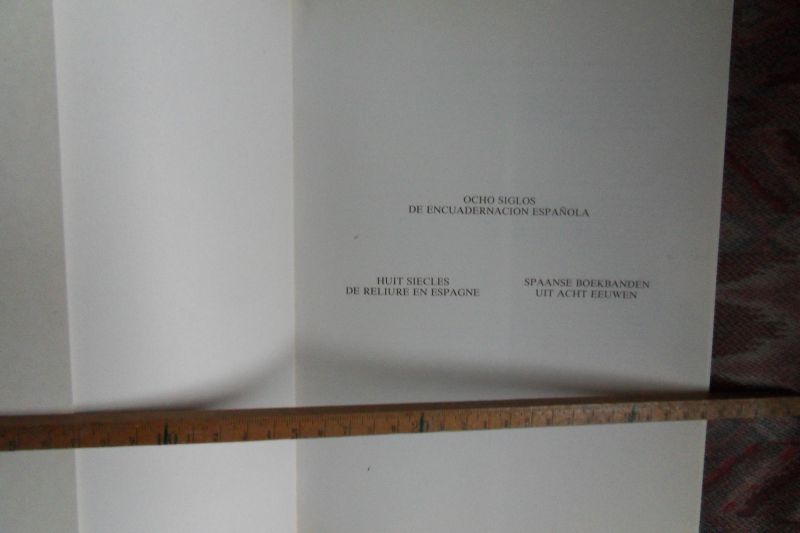 OCHO SIGLOS
DE ENCUADERNACION ESPAÑOLA
HUIT SIECLES
DE RELIURE EN ESPAGNE
SPAANSE BOEKBANDEN
UIT ACHT EEUWEN